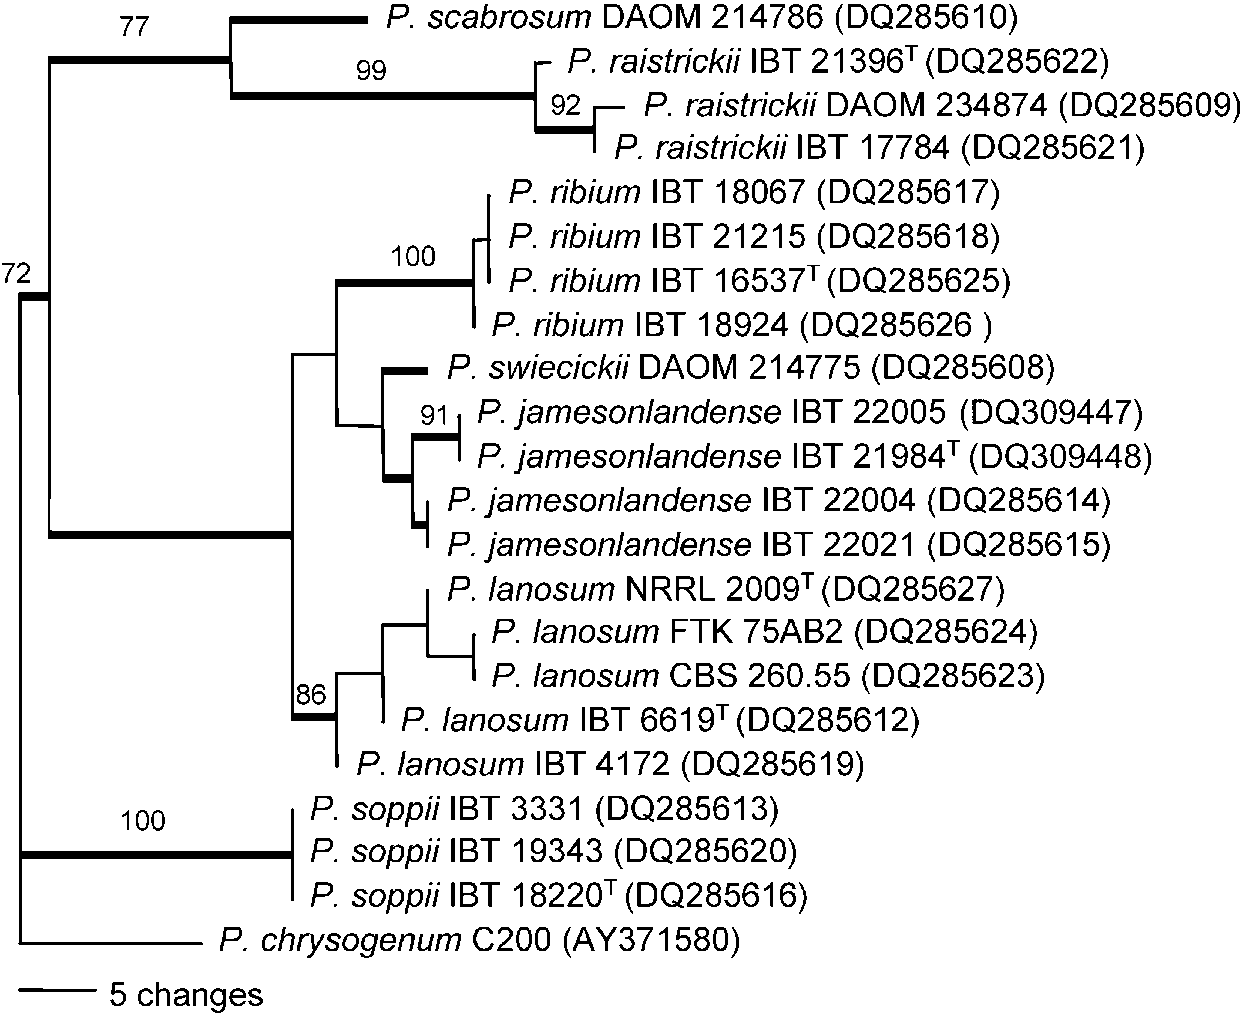 77
P. scabrosum DAOM 214786 (DQ285610)
99
P. raistrickii IBT 21396T (DQ285622)
92
P. raistrickii DAOM 234874 (DQ285609)
P. raistrickii IBT 17784 (DQ285621)
P. ribium IBT 18067 (DQ285617)
P. ribium IBT 21215 (DQ285618)
100
72
P. ribium IBT 16537T (DQ285625)
P. ribium IBT 18924 (DQ285626 )
P. swiecickii DAOM 214775 (DQ285608)
91
P. jamesonlandense IBT 22005 (DQ309447)
P. jamesonlandense IBT 21984T (DQ309448)
P. jamesonlandense IBT 22004 (DQ285614)
P. jamesonlandense IBT 22021 (DQ285615)
P. lanosum NRRL 2009T (DQ285627)
P. lanosum FTK 75AB2 (DQ285624)
P. lanosum CBS 260.55 (DQ285623)
86
P. lanosum IBT 6619T (DQ285612)
P. lanosum IBT 4172 (DQ285619)
P. soppii IBT 3331 (DQ285613)
100
P. soppii IBT 19343 (DQ285620)
P. soppii IBT 18220T (DQ285616)
P. chrysogenum C200 (AY371580)
5 changes